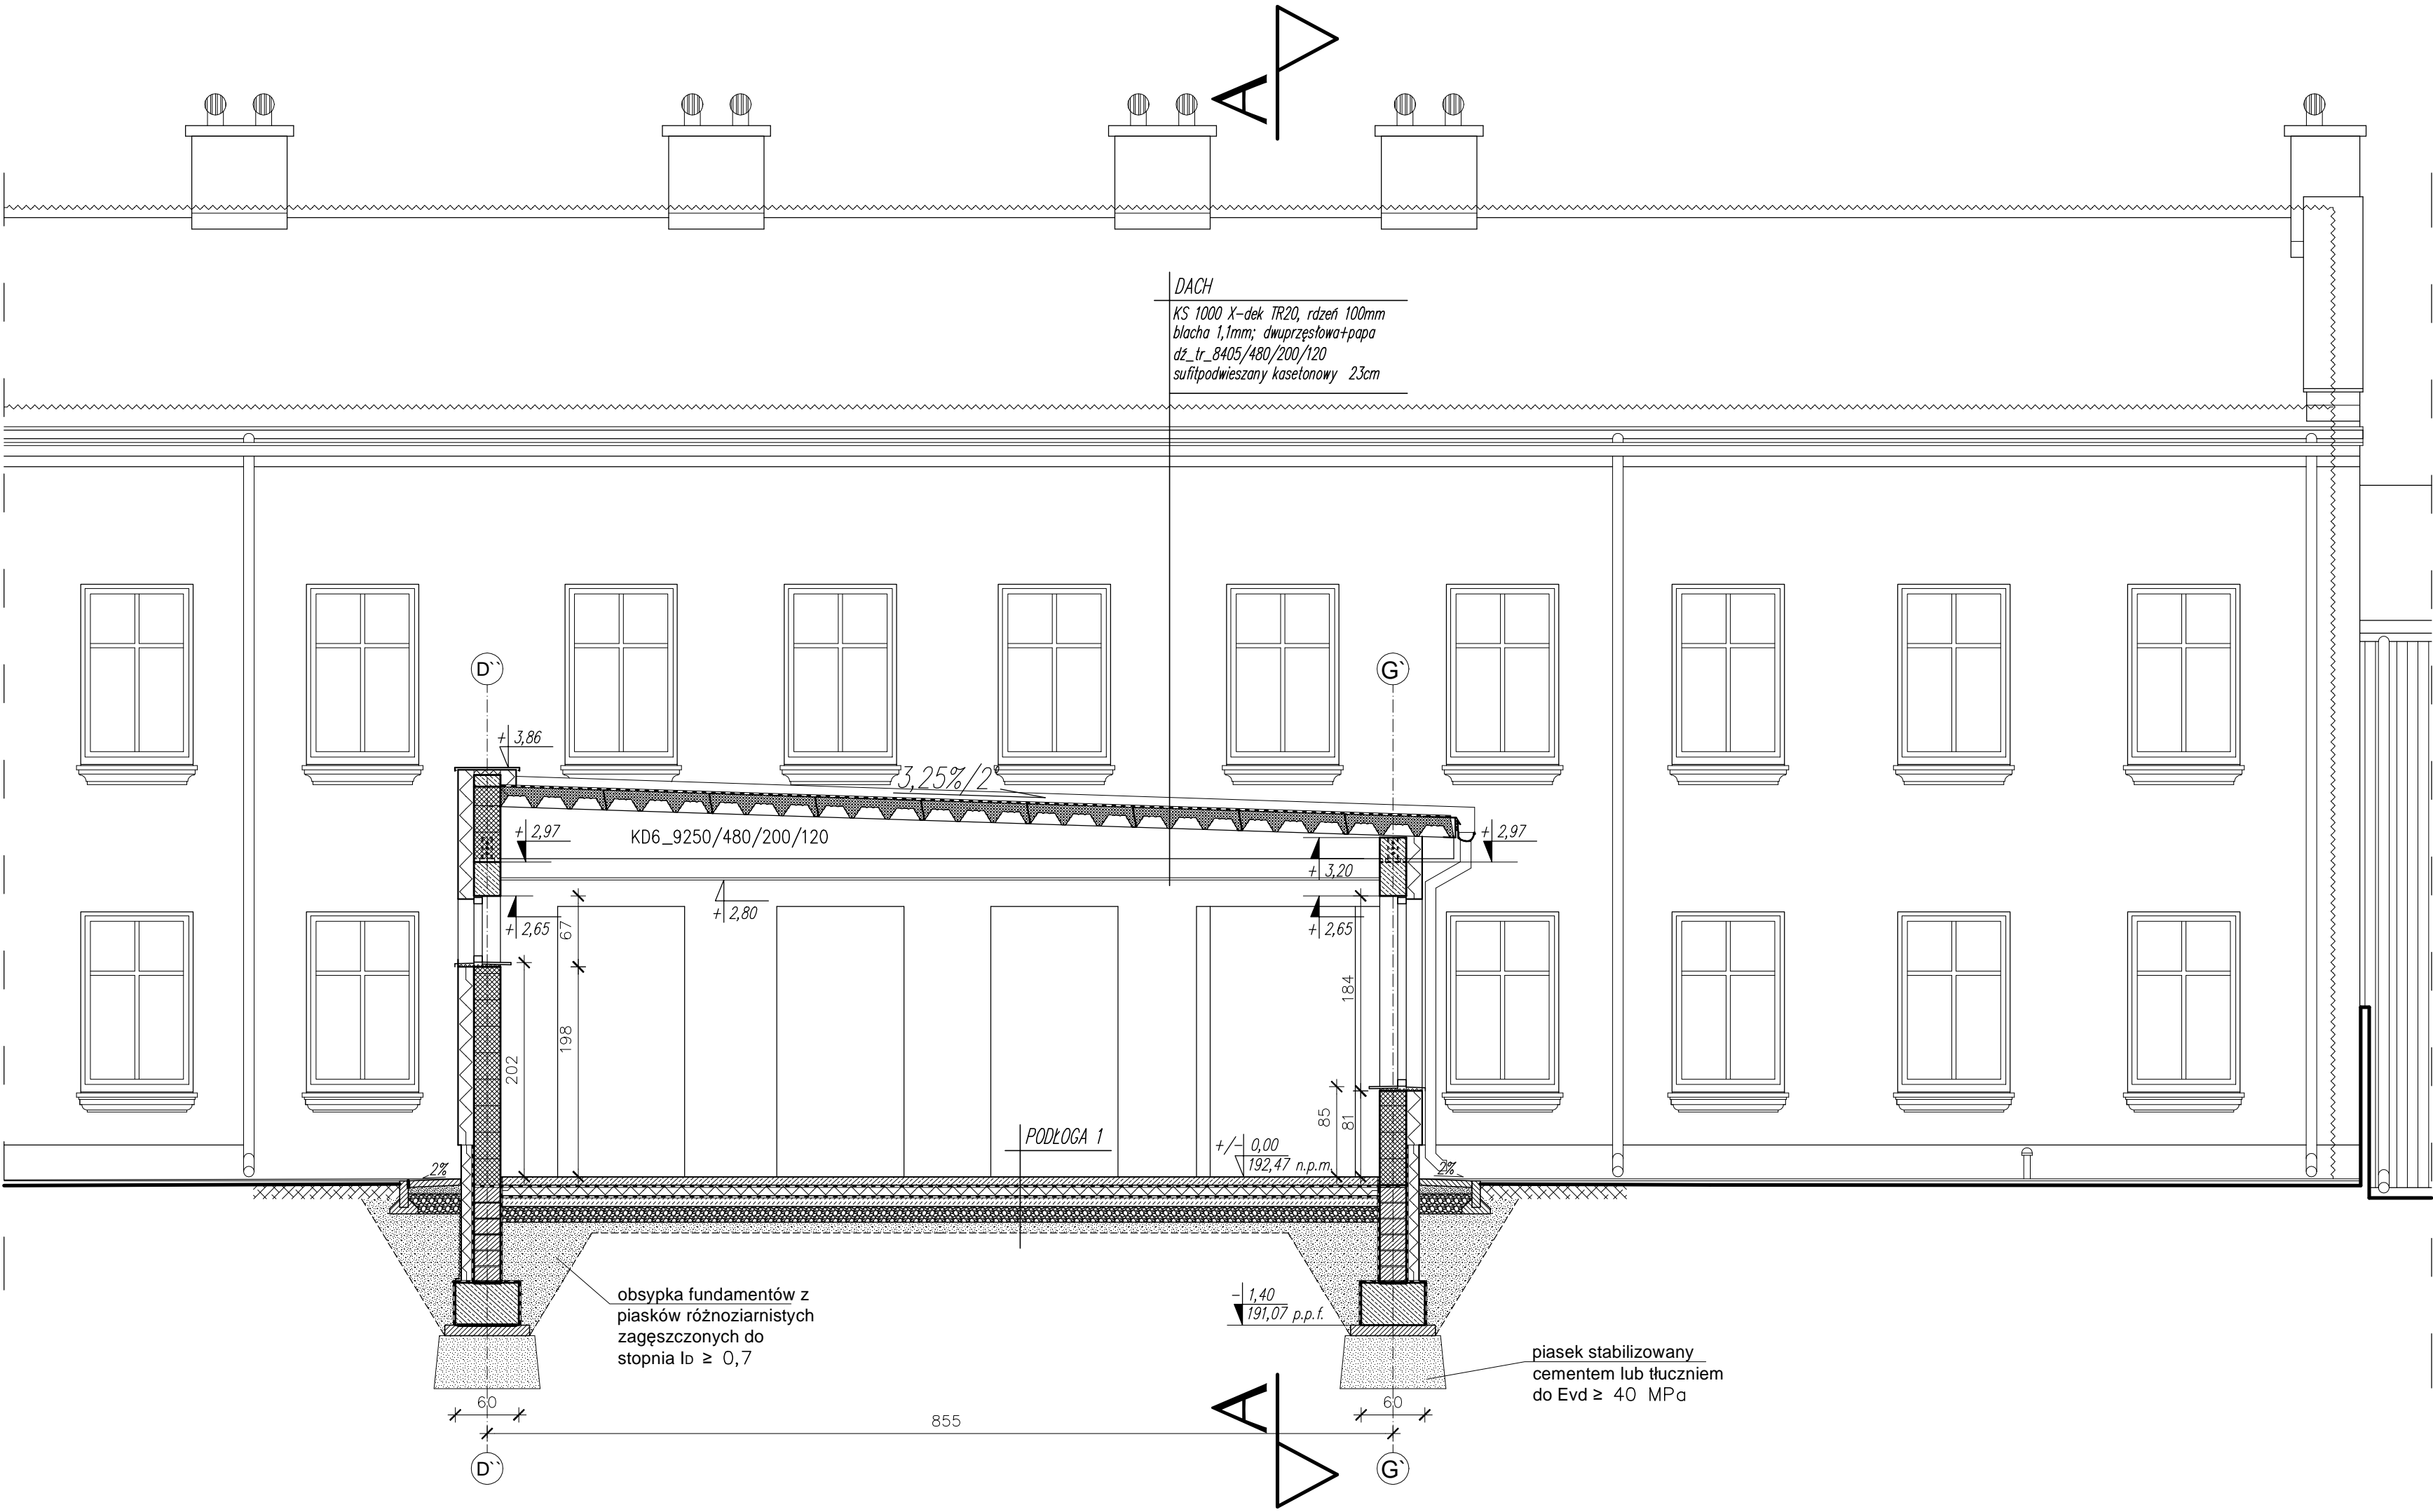 A
DACH
KS 1000 X-dek TR20, rdzeń 100mm
blacha 1,1mm; dwuprzęsłowa+papa
dź_tr_8405/480/200/120
sufitpodwieszany kasetonowy 23cm
D``
G`
+ 3,86
3,25%/2°
+ 2,97
KD6_9250/480/200/120
+ 2,97
+ 3,20
+ 2,80
+ 2,65
67
+ 2,65
184
198
202
85
81
PODŁOGA 1
+/- 0,00
192,47 n.p.m.
2%
2%
obsypka fundamentów z
piasków różnoziarnistych
zagęszczonych do
stopnia ID ≥ 0,7
- 1,40
191,07 p.p.f.
piasek stabilizowany
cementem lub tłuczniem
do Evd ≥ 40 MPa
60
60
855
A
D``
G`